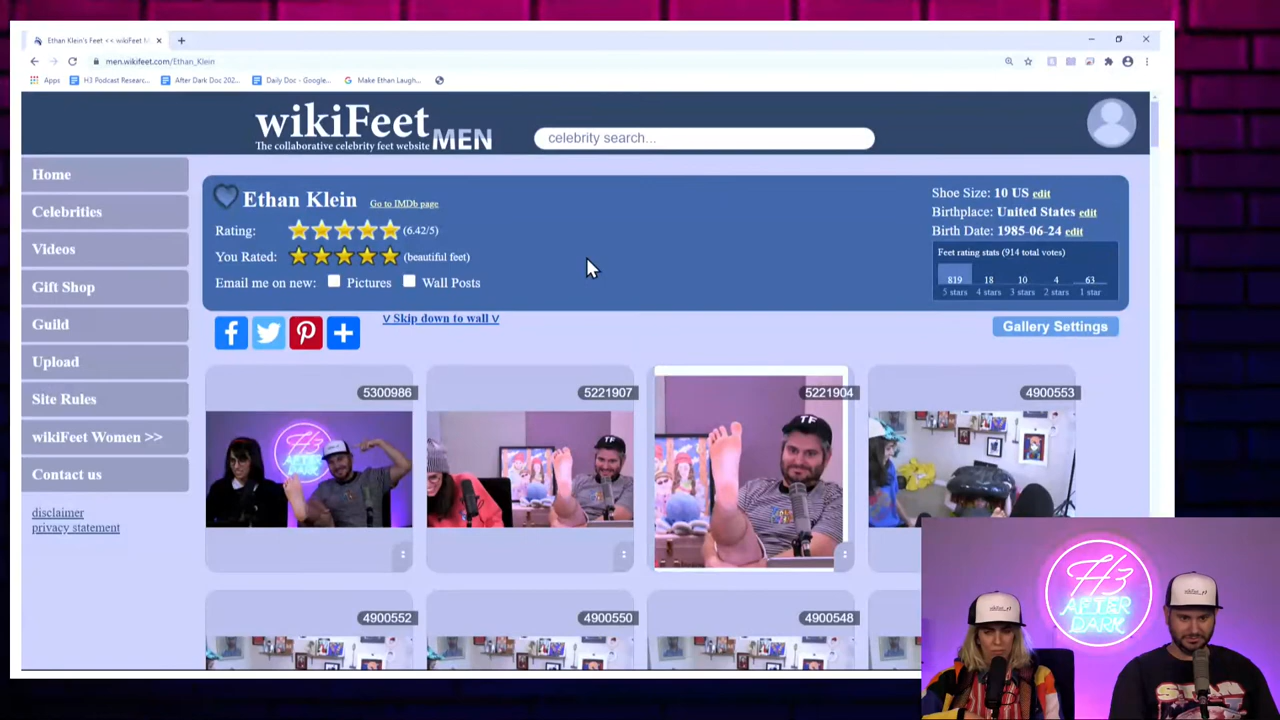 Ethan Klein's Feet << wikiFeet M
men.wikifeet.com/Ethan_Klein
Apps H3 Podcast Researc... After Dark Doc 202... Daily Doc - Google... Make Ethan Laugh...
wikiFeet MEN
The collaborative celebrity feet website
celebrity search...
Home
Celebrities
Videos
Gift Shop
Guild
Upload
Site Rules
wikiFeet Women >>
Contact us
disclaimer
privacy statement
Ethan Klein Go to IMDb page
Rating: (6.42/5)
You Rated: (beautiful feet)
Email me on new: Pictures Wall Posts
Shoe Size: 10 US edit
Birthplace: United States edit
Birth Date: 1985-06-24 edit
Feet rating stats (914 total votes)
819 18 10 4 63
5 stars 4 stars 3 stars 2 stars 1 star
V Skip down to wall V
Gallery Settings
5300986 5221907 5221904 4900553
H3
AFTER
DARK
TF
TF
4900552 4900550 4900548
H3
AFTER
DARK